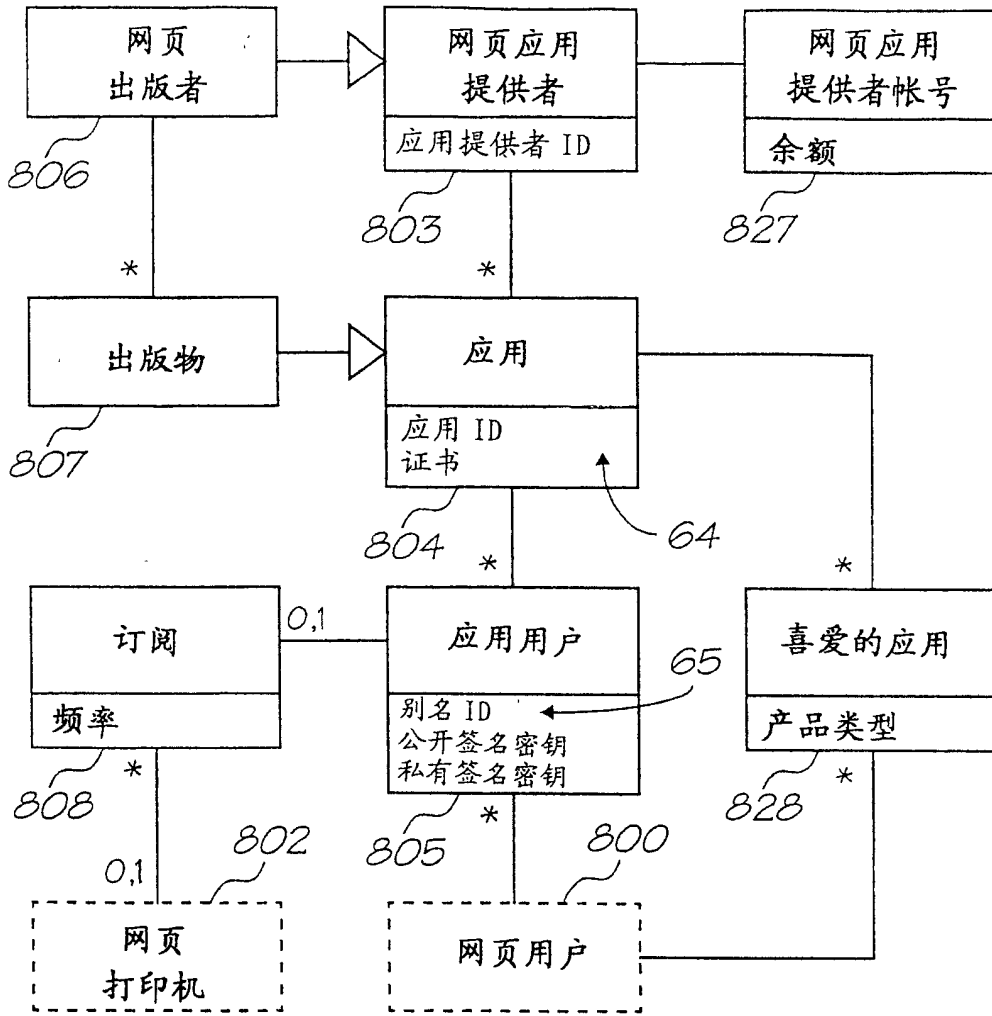 网页
出版者
网页应用
提供者
应用提供者 ID
网页应用
提供者帐号
余额
806
803
827
*
*
出版物
应用
应用 ID
证书
807
804
64
*
*
订阅
频率
0,1
应用用户
别名 ID
公开签名密钥
私有签名密钥
65
喜爱的应用
产品类型
808
*
805
*
828
*
802
800
0,1
网页
打印机
网页用户